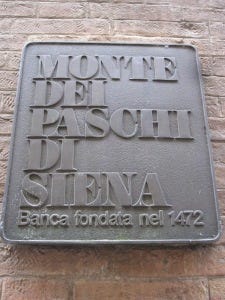 MONTE
DEI
PASCHI
DI
SIENA
Banca fondata nel 1472